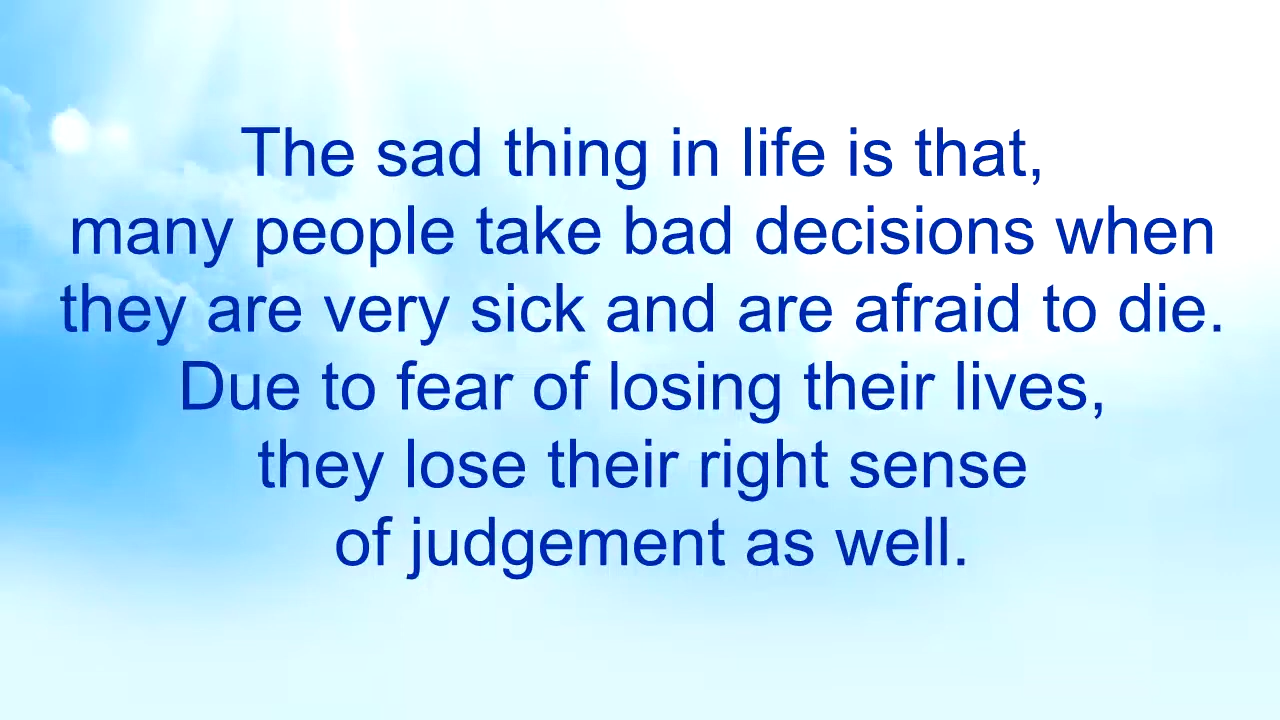 The sad thing in life is that,
many people take bad decisions when
they are very sick and are afraid to die.
Due to fear of losing their lives,
they lose their right sense
of judgement as well.